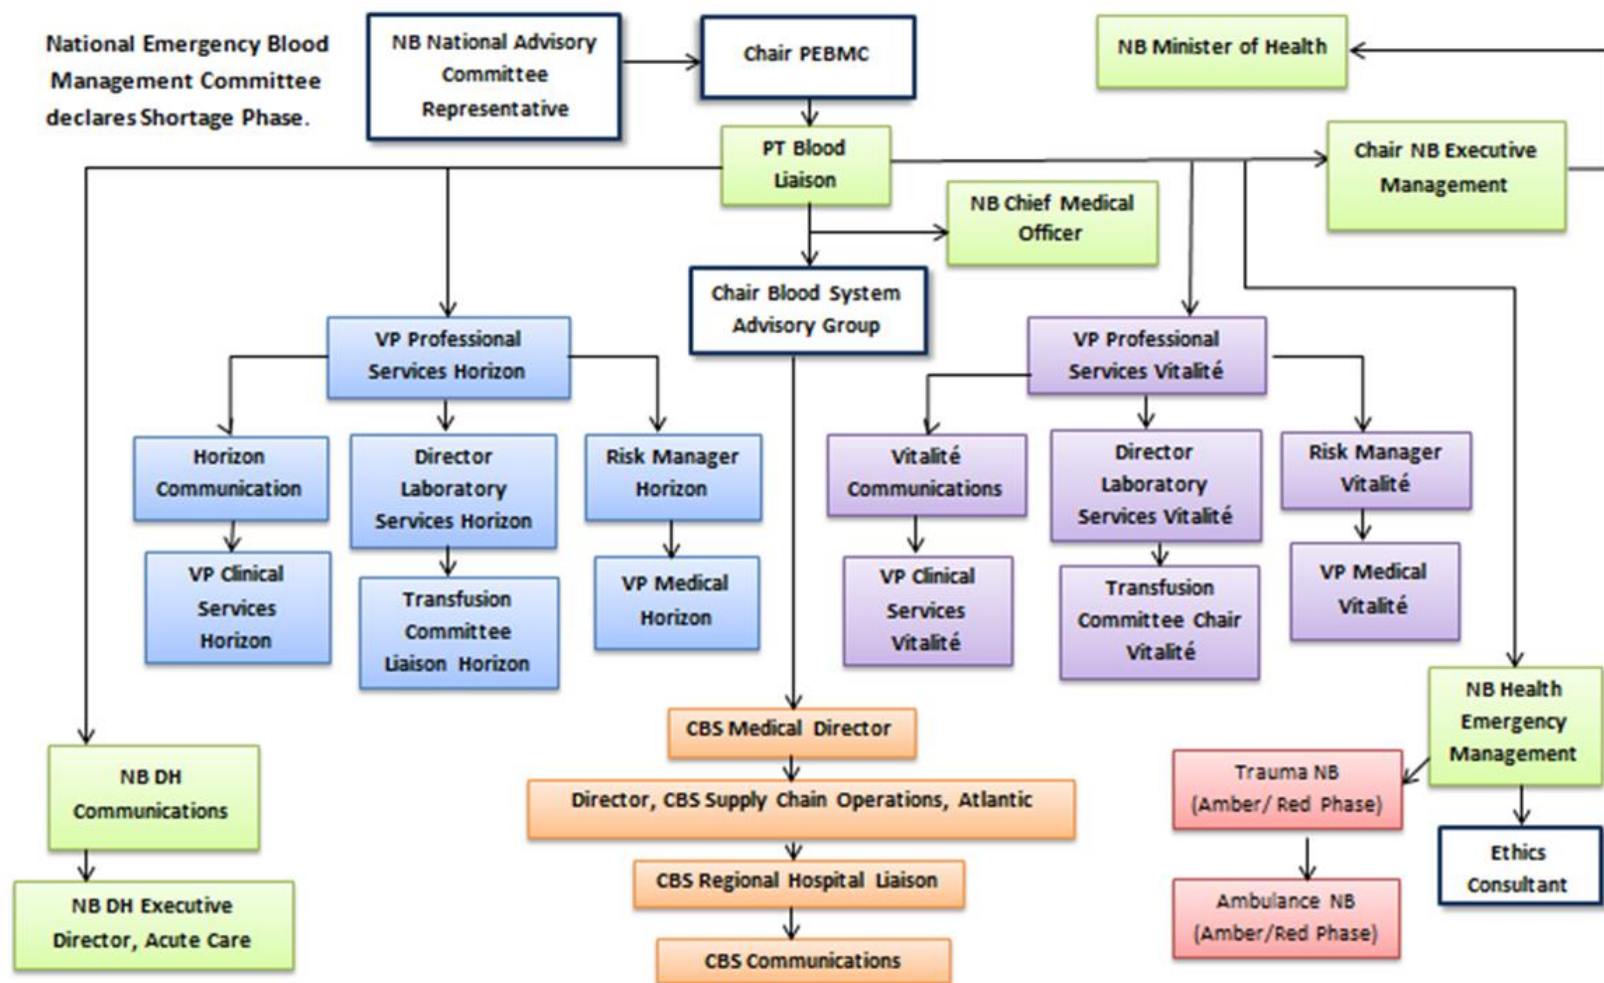 National Emergency Blood
Management Committee
declares Shortage Phase.
NB National Advisory
Committee
Representative
Chair PEBMC
NB Minister of Health
PT Blood
Liaison
Chair NB Executive
Management
NB Chief Medical
Officer
Chair Blood System
Advisory Group
VP Professional
Services Horizon
VP Professional
Services Vitalité
Horizon
Communication
Director
Laboratory
Services Horizon
Risk Manager
Horizon
Vitalité
Communications
Director
Laboratory
Services Vitalité
Risk Manager
Vitalité
VP Clinical
Services
Horizon
Transfusion
Committee
Liaison Horizon
VP Medical
Horizon
VP Clinical
Services
Vitalité
Transfusion
Committee Chair
Vitalité
VP Medical
Vitalité
NB Health
Emergency
Management
CBS Medical Director
NB DH
Communications
Trauma NB
(Amber/ Red Phase)
Director, CBS Supply Chain Operations, Atlantic
Ethics
Consultant
CBS Regional Hospital Liaison
NB DH Executive
Director, Acute Care
Ambulance NB
(Amber/Red Phase)
CBS Communications